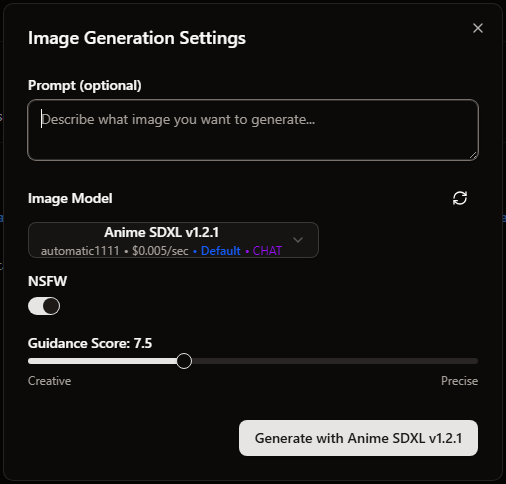 Image Generation Settings
Prompt (optional)
Describe what image you want to generate...
Image Model
Anime SDXL v1.2.1
automatic1111 • $0.005/sec • Default • CHAT
NSFW
Guidance Score: 7.5
Creative
Precise
Generate with Anime SDXL v1.2.1